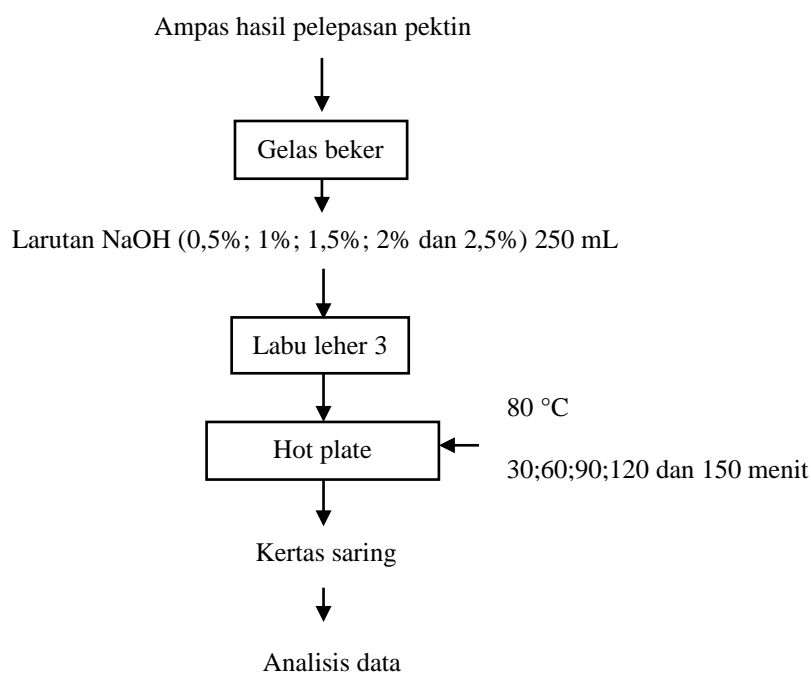 Ampas hasil pelepasan pektin
Gelas beker
Larutan NaOH (0,5%; 1%; 1,5%; 2% dan 2,5%) 250 mL
Labu leher 3
80 °C
Hot plate
30;60;90;120 dan 150 menit
Kertas saring
Analisis data